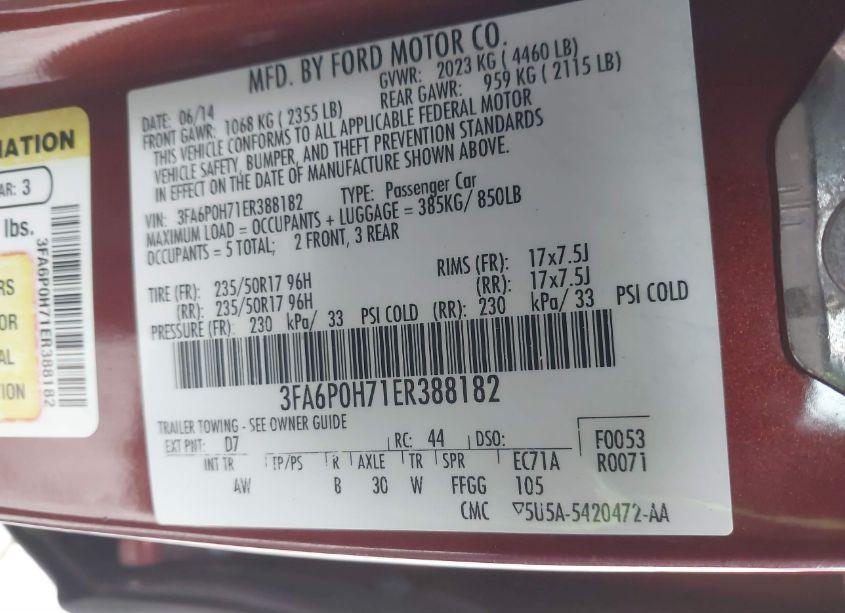 MFD. BY FORD MOTOR CO.
DATE: 06/14 GVWR: 2023 KG ( 4460 LB)
FRONT GAWR: 1068 KG ( 2355 LB) REAR GAWR: 959 KG ( 2115 LB)
THIS VEHICLE CONFORMS TO ALL APPLICABLE FEDERAL MOTOR
VEHICLE SAFETY, BUMPER, AND THEFT PREVENTION STANDARDS
IN EFFECT ON THE DATE OF MANUFACTURE SHOWN ABOVE.
VIN: 3FA6P0H71ER388182 TYPE: Passenger Car
MAXIMUM LOAD = OCCUPANTS + LUGGAGE = 385KG/ 850LB
OCCUPANTS = 5 TOTAL; 2 FRONT, 3 REAR
TIRE (FR): 235/50R17 96H RIMS (FR): 17x7.5J
(RR): 235/50R17 96H (RR): 17x7.5J
PRESSURE (FR): 230 kPa/ 33 PSI COLD (RR): 230 kPa/ 33 PSI COLD
3FA6P0H71ER388182
TRAILER TOWING - SEE OWNER GUIDE
EXT PNT: D7 RC: 44 DSO: F0053
INT TR TP/PS R AXLE TR SPR EC71A R0071
AW B 30 W FFGG 105
CMC ▽5U5A-5420472-AA
MATION
AR: 3
lbs.
3FA6P0H71ER388182
RS
OR
AL
TION